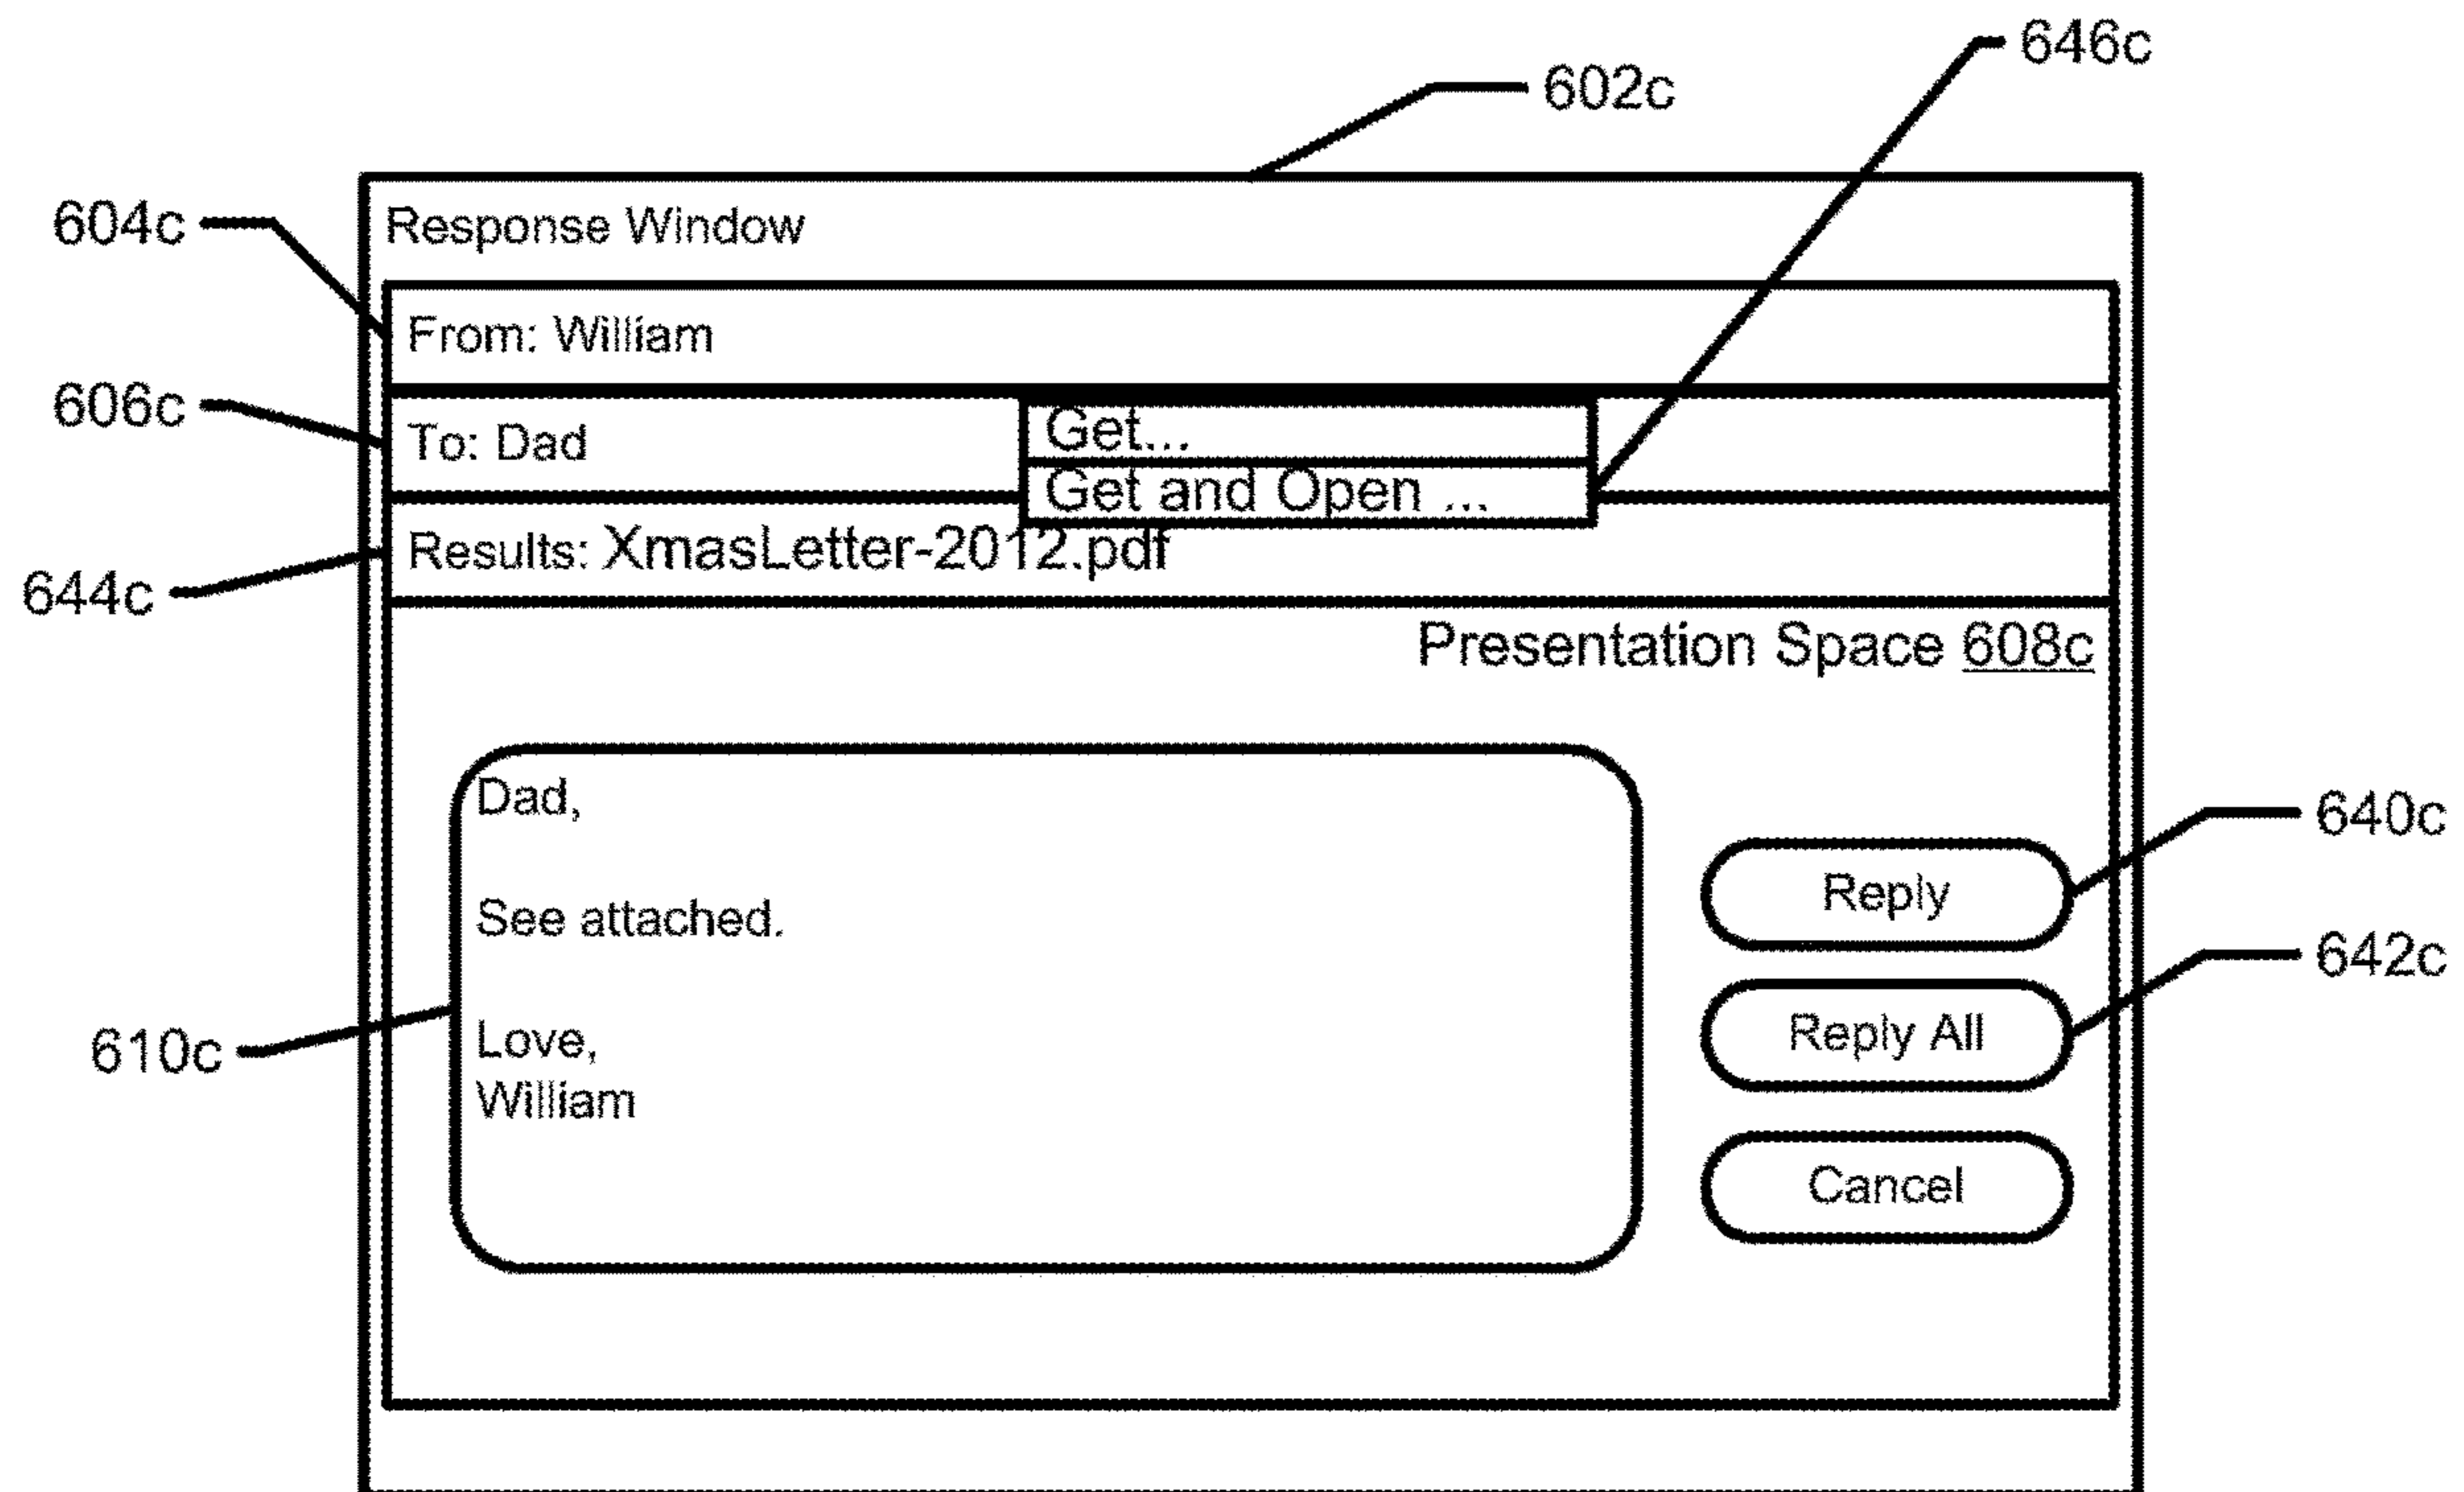 646c
602c
604c
Response Window
From: William
606c
To: Dad
Get...
Get and Open ...
644c
Results: XmasLetter-2012.pdf
Presentation Space 608c
Dad,
See attached.
Love,
William
610c
640c
Reply
642c
Reply All
Cancel